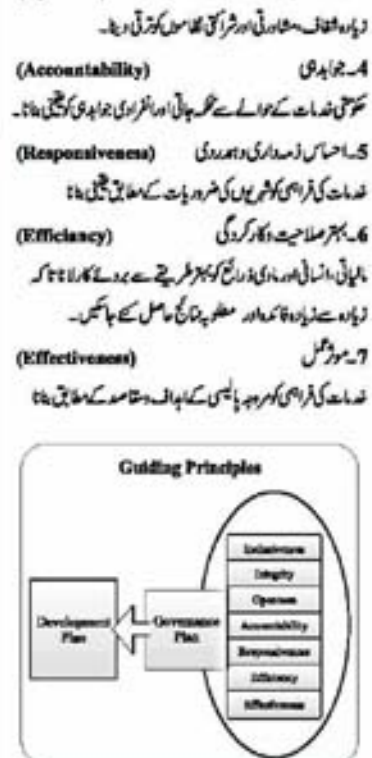 زیادہ شفاف، مشاورتی اور شراکتی نظاموں کو ترقی دینا۔
4۔ جوابدہی (Accountability)
حکومتی خدمات کے حوالے سے محکمہ جاتی اور انفرادی جوابدہی کو یقینی بنانا۔
5۔ احساس ذمہ داری و ہمدردی (Responsiveness)
خدمات کی فراہمی کو شہریوں کی ضروریات کے مطابق یقینی بنانا
6۔ بہتر صلاحیت و کارکردگی (Efficiancy)
مالیاتی، انسانی اور مادی ذرائع کو بہتر طریقے سے بروئے کار لانا تاکہ
زیادہ سے زیادہ فائدہ اور مطلوبہ نتائج حاصل کئے جا سکیں۔
7۔ موثر عمل (Effectiveness)
خدمات کی فراہمی کو مروجہ پالیسی کے اہداف و مقاصد کے مطابق بنانا
Guiding Principles
Inclusiveness
Integrity
Openness
Accountability
Responsiveness
Efficiency
Effectiveness
Governance
Plan
Development
Plan